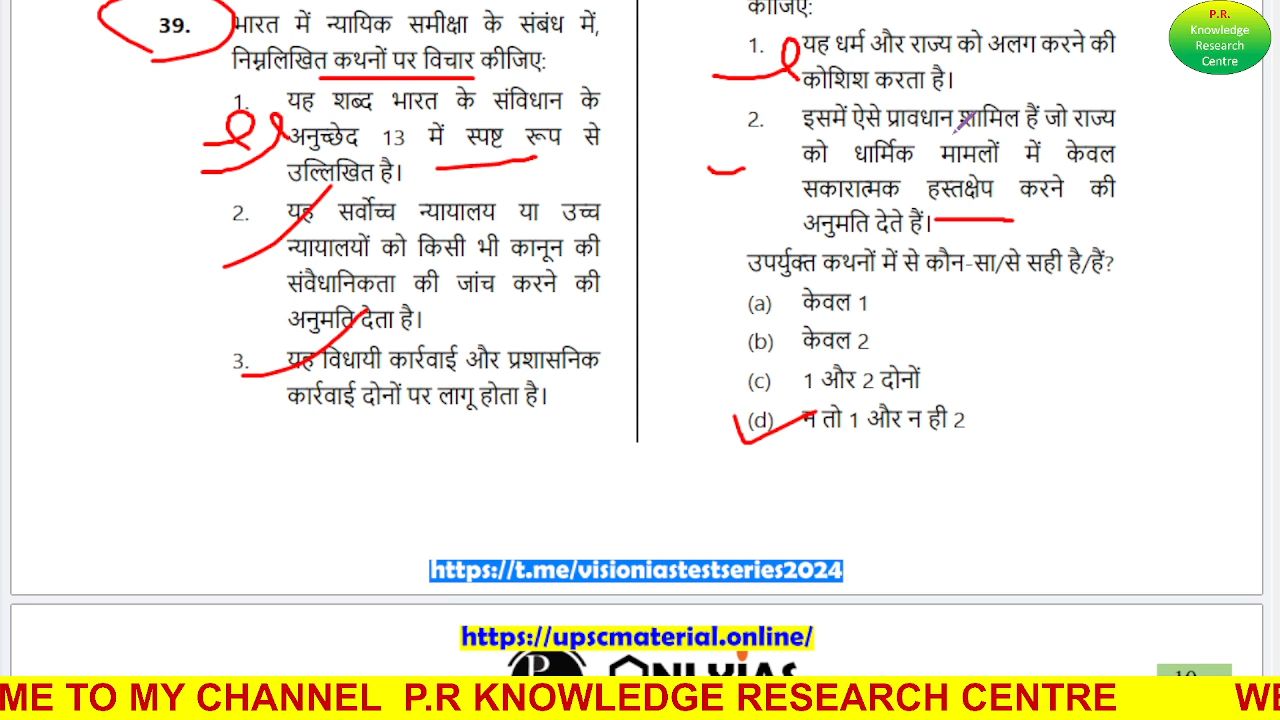 39. भारत में न्यायिक समीक्षा के संबंध में,
निम्नलिखित कथनों पर विचार कीजिए:
1. यह शब्द भारत के संविधान के
अनुच्छेद 13 में स्पष्ट रूप से
उल्लिखित है।
2. यह सर्वोच्च न्यायालय या उच्च
न्यायालयों को किसी भी कानून की
संवैधानिकता की जांच करने की
अनुमति देता है।
3. यह विधायी कार्रवाई और प्रशासनिक
कार्रवाई दोनों पर लागू होता है।
कीजिए:
1. यह धर्म और राज्य को अलग करने की
कोशिश करता है।
2. इसमें ऐसे प्रावधान शामिल हैं जो राज्य
को धार्मिक मामलों में केवल
सकारात्मक हस्तक्षेप करने की
अनुमति देते हैं।
उपर्युक्त कथनों में से कौन-सा/से सही है/हैं?
(a) केवल 1
(b) केवल 2
(c) 1 और 2 दोनों
(d) न तो 1 और न ही 2
P.R.
Knowledge
Research
Centre
https://t.me/visioniastestseries2024
https://upscmaterial.online/
ONLYIAS
ME TO MY CHANNEL P.R KNOWLEDGE RESEARCH CENTRE WE